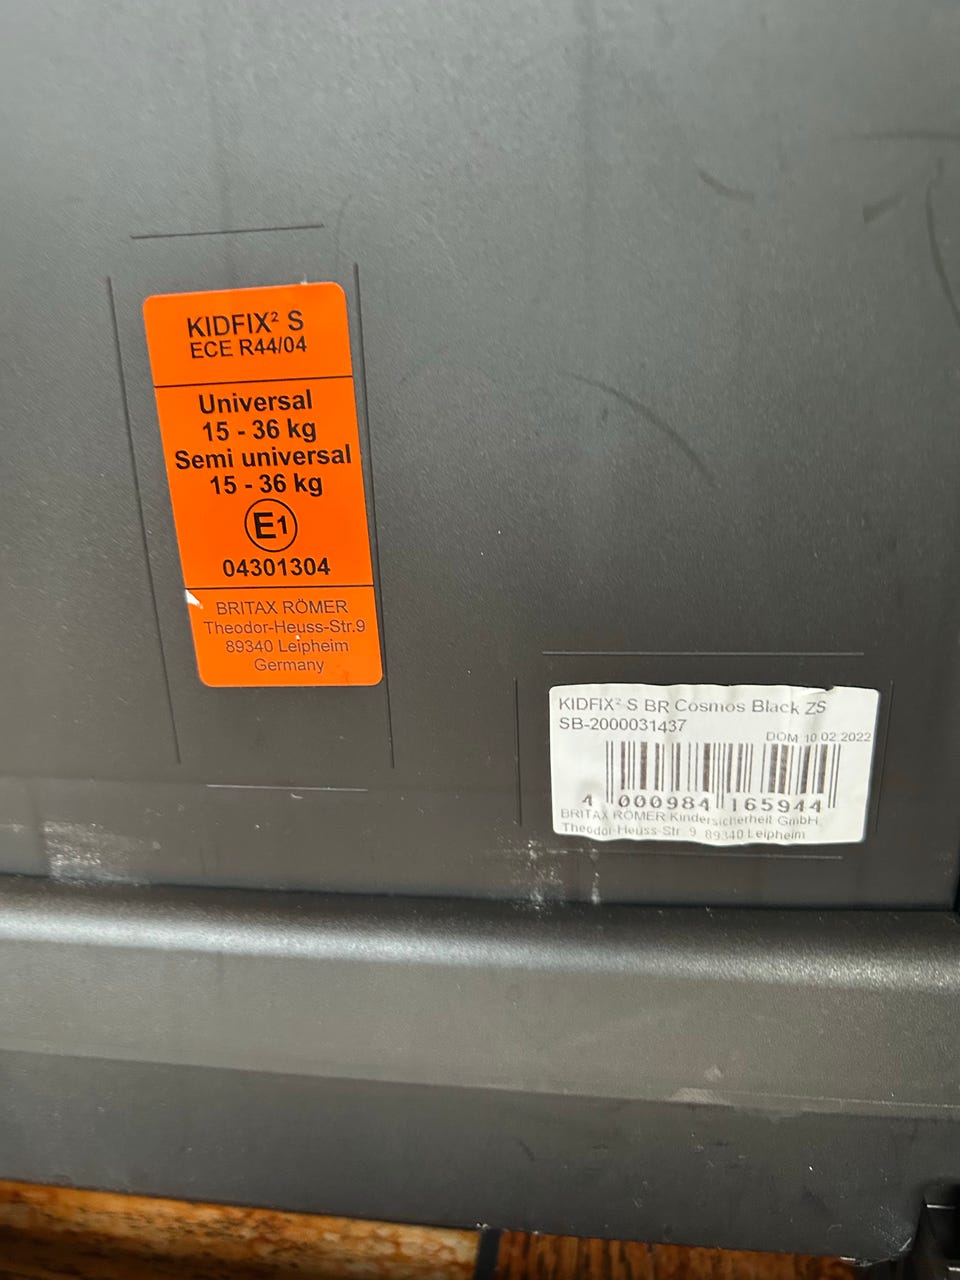 KIDFIX² S
ECE R44/04
Universal
15 - 36 kg
Semi universal
15 - 36 kg
E1
04301304
BRITAX RÖMER
Theodor-Heuss-Str.9
89340 Leipheim
Germany
KIDFIX² S BR Cosmos Black ZS
SB-2000031437
DOM 10.02.2022
4 000984 165944
BRITAX RÖMER Kindersicherheit GmbH,
Theodor-Heuss-Str. 9 89340 Leipheim